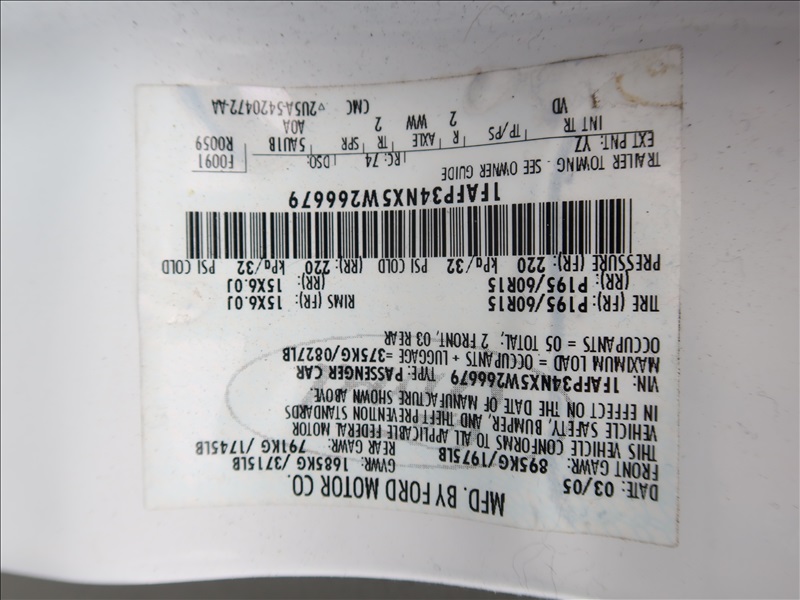 MFD. BY FORD MOTOR CO.
DATE: 03/05 GVWR: 1685KG/3715LB
FRONT GAWR: 895KG/1975LB REAR GAWR: 791KG/1745LB
THIS VEHICLE CONFORMS TO ALL APPLICABLE FEDERAL MOTOR
VEHICLE SAFETY, BUMPER, AND THEFT PREVENTION STANDARDS
IN EFFECT ON THE DATE OF MANUFACTURE SHOWN ABOVE.
VIN: 1FAFP34NX5W266679 TYPE: PASSENGER CAR
MAXIMUM LOAD = OCCUPANTS + LUGGAGE =375KG/0827LB
OCCUPANTS = 05 TOTAL: 2 FRONT, 03 REAR
TIRE (FR): P195/60R15 RIMS (FR): 15X6.0J
(RR): P195/60R15 (RR): 15X6.0J
PRESSURE (FR): 220 kPa/32 PSI COLD (RR): 220 kPa/32 PSI COLD
1FAFP34NX5W266679
TRAILER TOWING - SEE OWNER GUIDE
EXT PNT: YZ RC: 74 DSO: F0091
INT TR TP/PS R AXLE TR SPR 5AU1B R0059
VD 2 WW 2 A0A
CMC ▽2U5A-5420472-AA